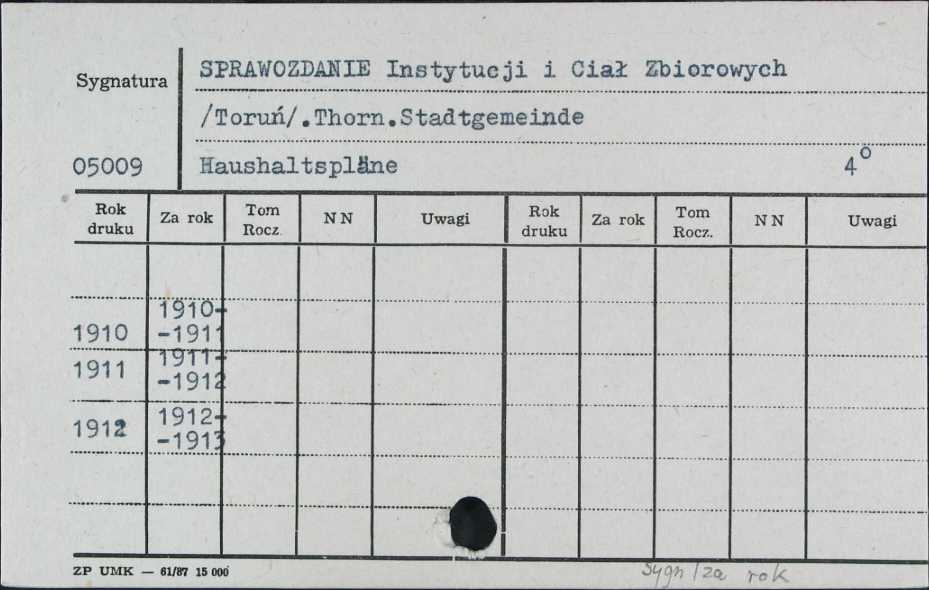 SPRAWOZDANIE Instytucji i Ciał Zbiorowych
Sygnatura
/Toruń/.Thorn.Stadtgemeinde
05009 Haushaltspläne 4°
Rok druku Za rok Tom Rocz. N N Uwagi Rok druku Za rok Tom Rocz. N N Uwagi
1910 1910-
-1911
1911 1911-
-1912
1912 1912-
-1913
ZP UMK — 61/87 15 000
Sygn/za rok